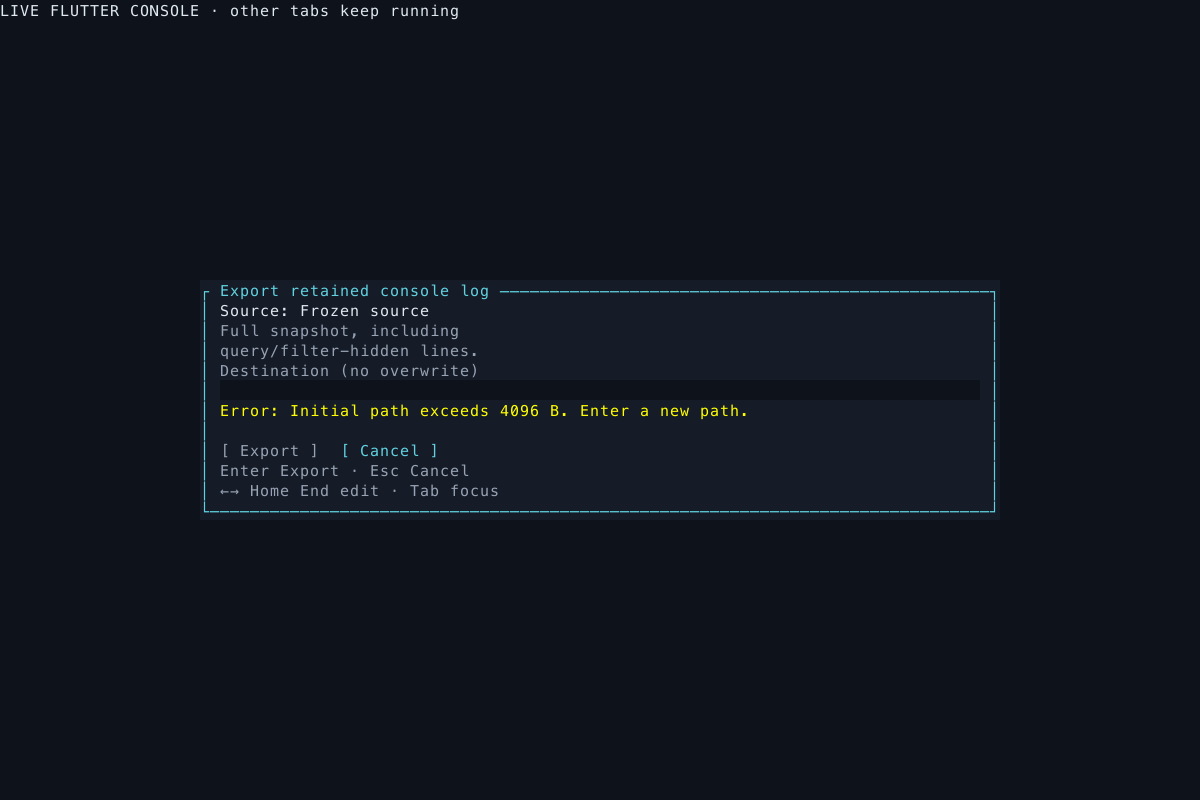 LIVE FLUTTER CONSOLE · other tabs keep running
Export retained console log
Source: Frozen source
Full snapshot, including
query/filter-hidden lines.
Destination (no overwrite)
Error: Initial path exceeds 4096 B. Enter a new path.
[ Export ]  [ Cancel ]
Enter Export · Esc Cancel
←→ Home End edit · Tab focus